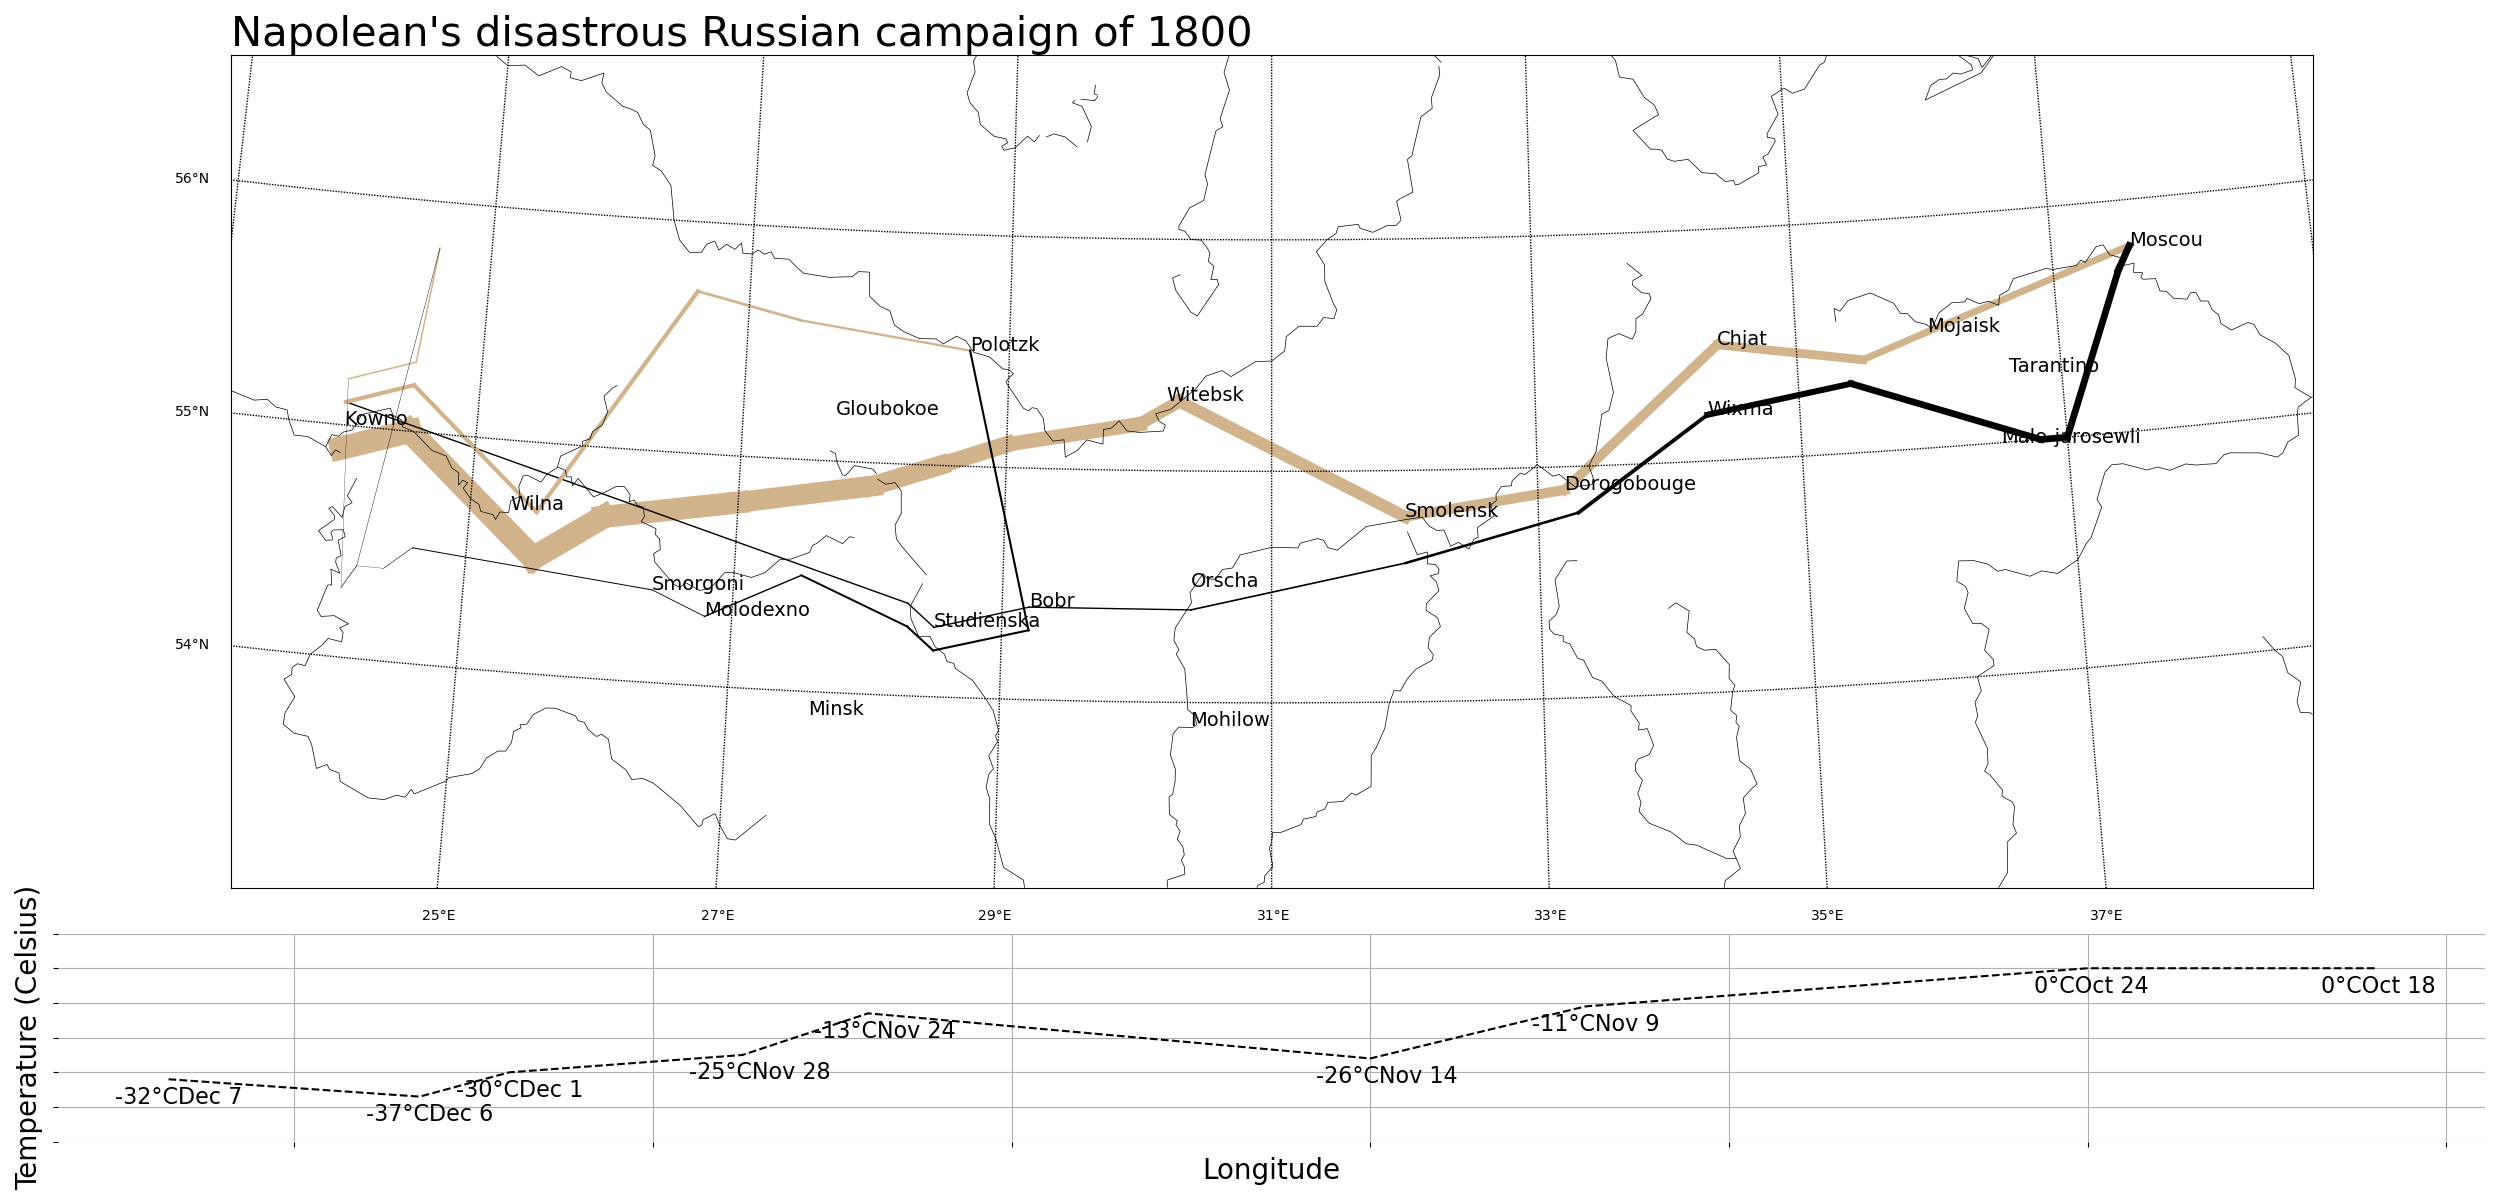 Napolean's disastrous Russian campaign of 1800
56°N
Moscou
Mojaisk
Chjat
Polotzk
Tarantino
Witebsk
55°N
Gloubokoe
Wixma
Kowno
Malo-jarosewli
Dorogobouge
Wilna
Smolensk
Orscha
Smorgoni
Bobr
Molodexno
Studienska
54°N
Minsk
Mohilow
25°E 27°E 29°E 31°E 33°E 35°E 37°E
Temperature (Celsius)
0°COct 24
0°COct 18
-13°CNov 24
-11°CNov 9
-25°CNov 28
-26°CNov 14
-30°CDec 1
-32°CDec 7
-37°CDec 6
Longitude